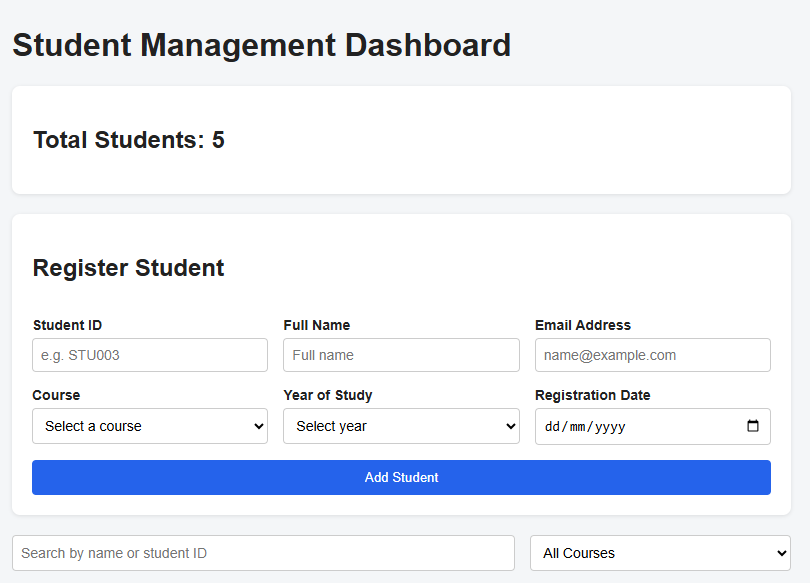 Student Management Dashboard
Total Students: 5
Register Student
Student ID Full Name Email Address
e.g. STU003 Full name name@example.com
Course Year of Study Registration Date
Select a course Select year dd/mm/yyyy
Add Student
Search by name or student ID All Courses